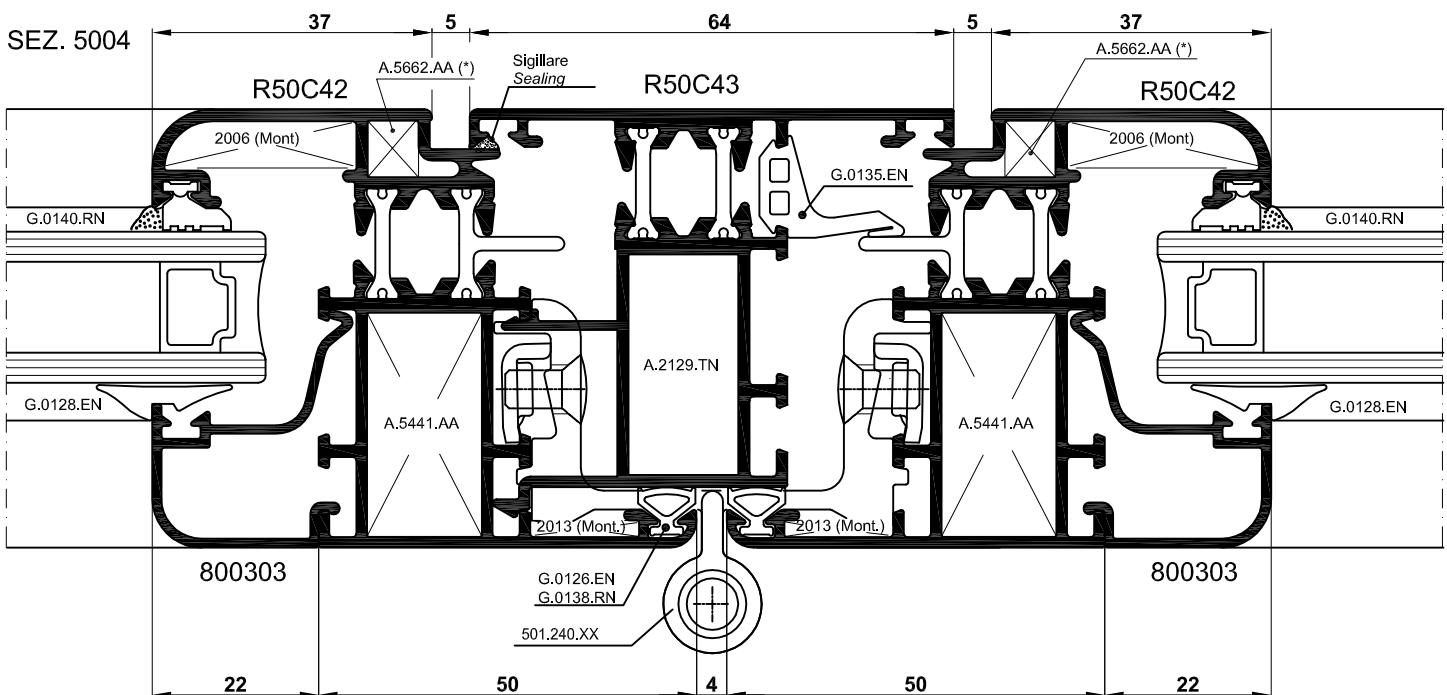 37
5
64
5
37
SEZ. 5004
A.5662.AA (*)
Sigillare
Sealing
A.5662.AA (*)
R50C42
R50C43
R50C42
2006 (Mont)
2006 (Mont)
G.0135.EN
G.0140.RN
G.0140.RN
A.2129.TN
G.0128.EN
A.5441.AA
A.5441.AA
G.0128.EN
2013 (Mont.)
2013 (Mont.)
800303
G.0126.EN
G.0138.RN
800303
501.240.XX
22
50
4
50
22